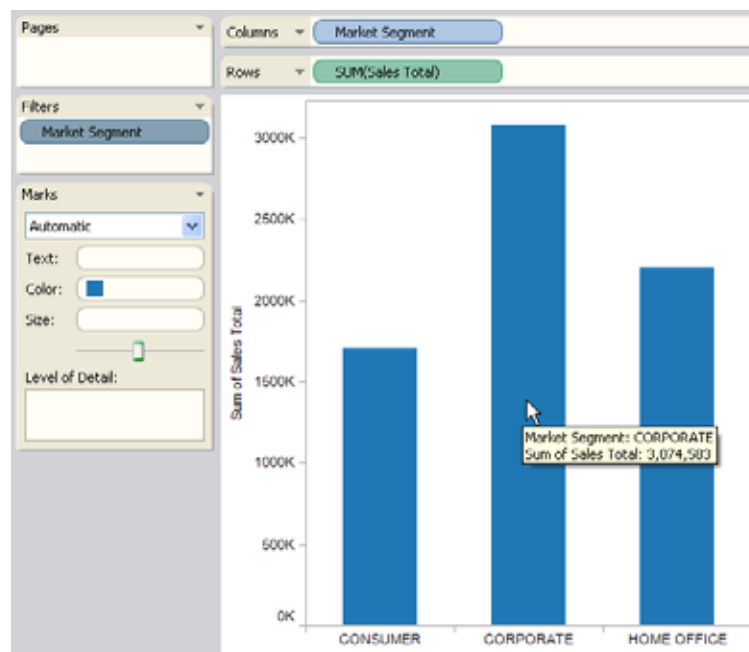 Pages
Columns
Market Segment
Rows
SUM(Sales Total)
Filters
Market Segment
Marks
Automatic
Text:
Color:
Size:
Level of Detail:
Sum of Sales Total
3000K
2500K
2000K
1500K
1000K
500K
0K
Market Segment: CORPORATE
Sum of Sales Total: 3,074,583
CONSUMER
CORPORATE
HOME OFFICE